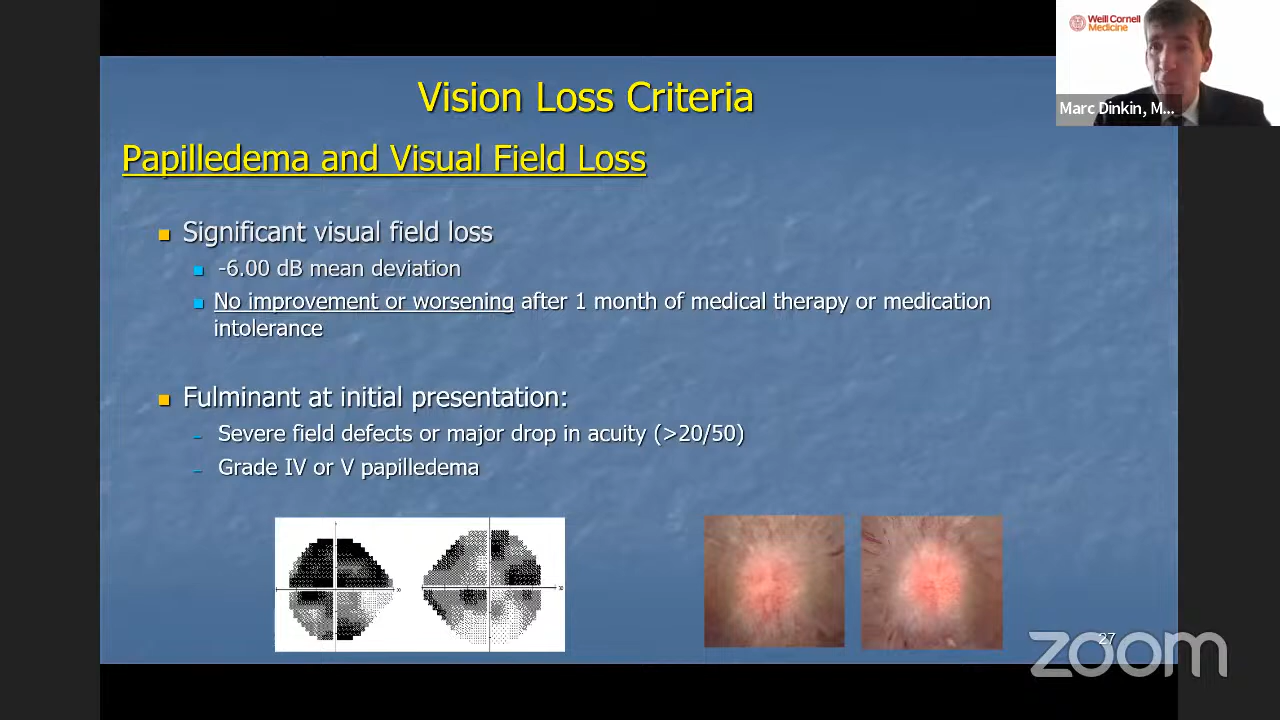 Weill Cornell
Medicine
Marc Dinkin, M...
Vision Loss Criteria
Papilledema and Visual Field Loss
Significant visual field loss
-6.00 dB mean deviation
No improvement or worsening after 1 month of medical therapy or medication
intolerance
Fulminant at initial presentation:
Severe field defects or major drop in acuity (>20/50)
Grade IV or V papilledema
27
zoom